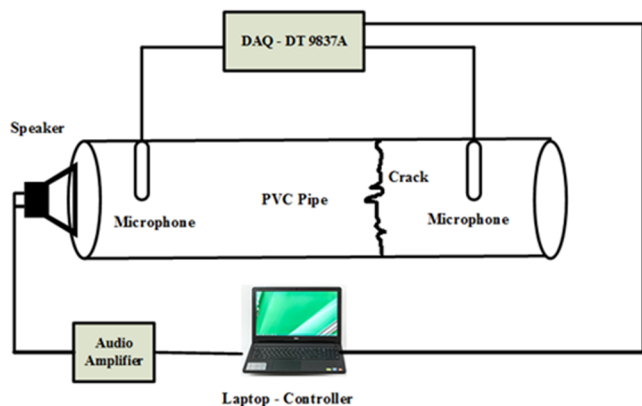 DAQ - DT 9837A
Speaker
Crack
PVC Pipe
Microphone
Microphone
Audio
Amplifier
Laptop - Controller